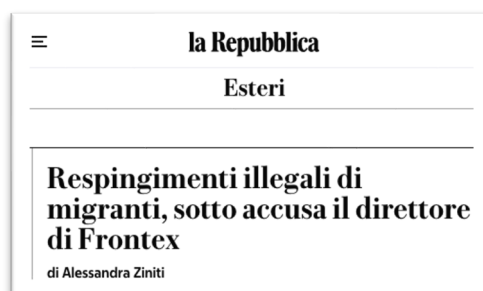 la Repubblica
Esteri
Respingimenti illegali di
migranti, sotto accusa il direttore
di Frontex
di Alessandra Ziniti